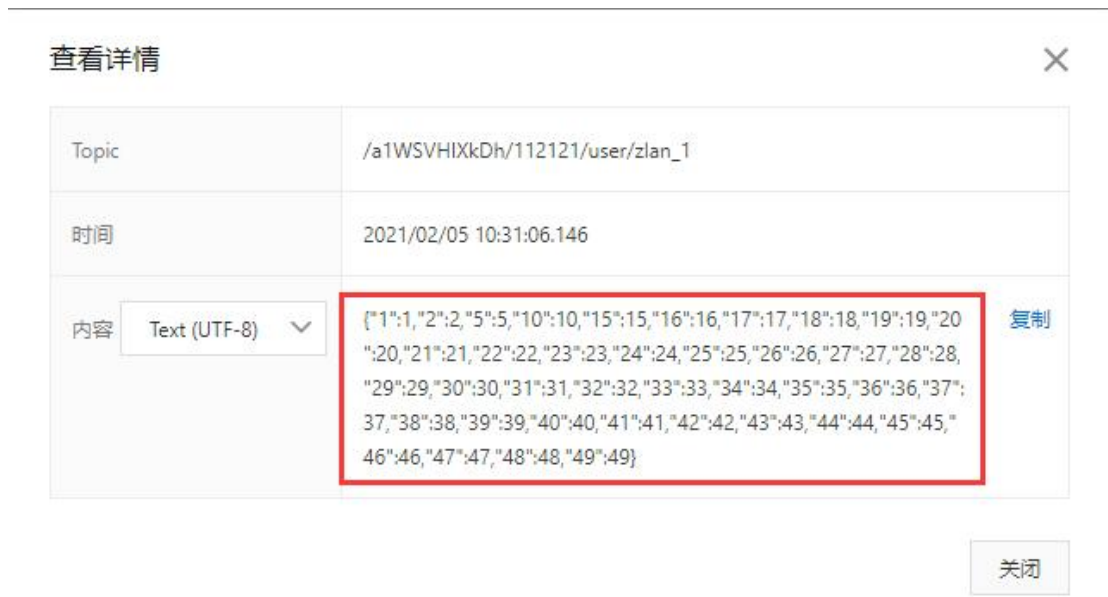 查看详情
Topic
/a1WSVHIXkDh/112121/user/zlan_1
时间
2021/02/05 10:31:06.146
内容
Text (UTF-8)
{"1":1,"2":2,"5":5,"10":10,"15":15,"16":16,"17":17,"18":18,"19":19,"20
":20,"21":21,"22":22,"23":23,"24":24,"25":25,"26":26,"27":27,"28":28,
"29":29,"30":30,"31":31,"32":32,"33":33,"34":34,"35":35,"36":36,"37":
37,"38":38,"39":39,"40":40,"41":41,"42":42,"43":43,"44":44,"45":45,"
46":46,"47":47,"48":48,"49":49}
复制
关闭